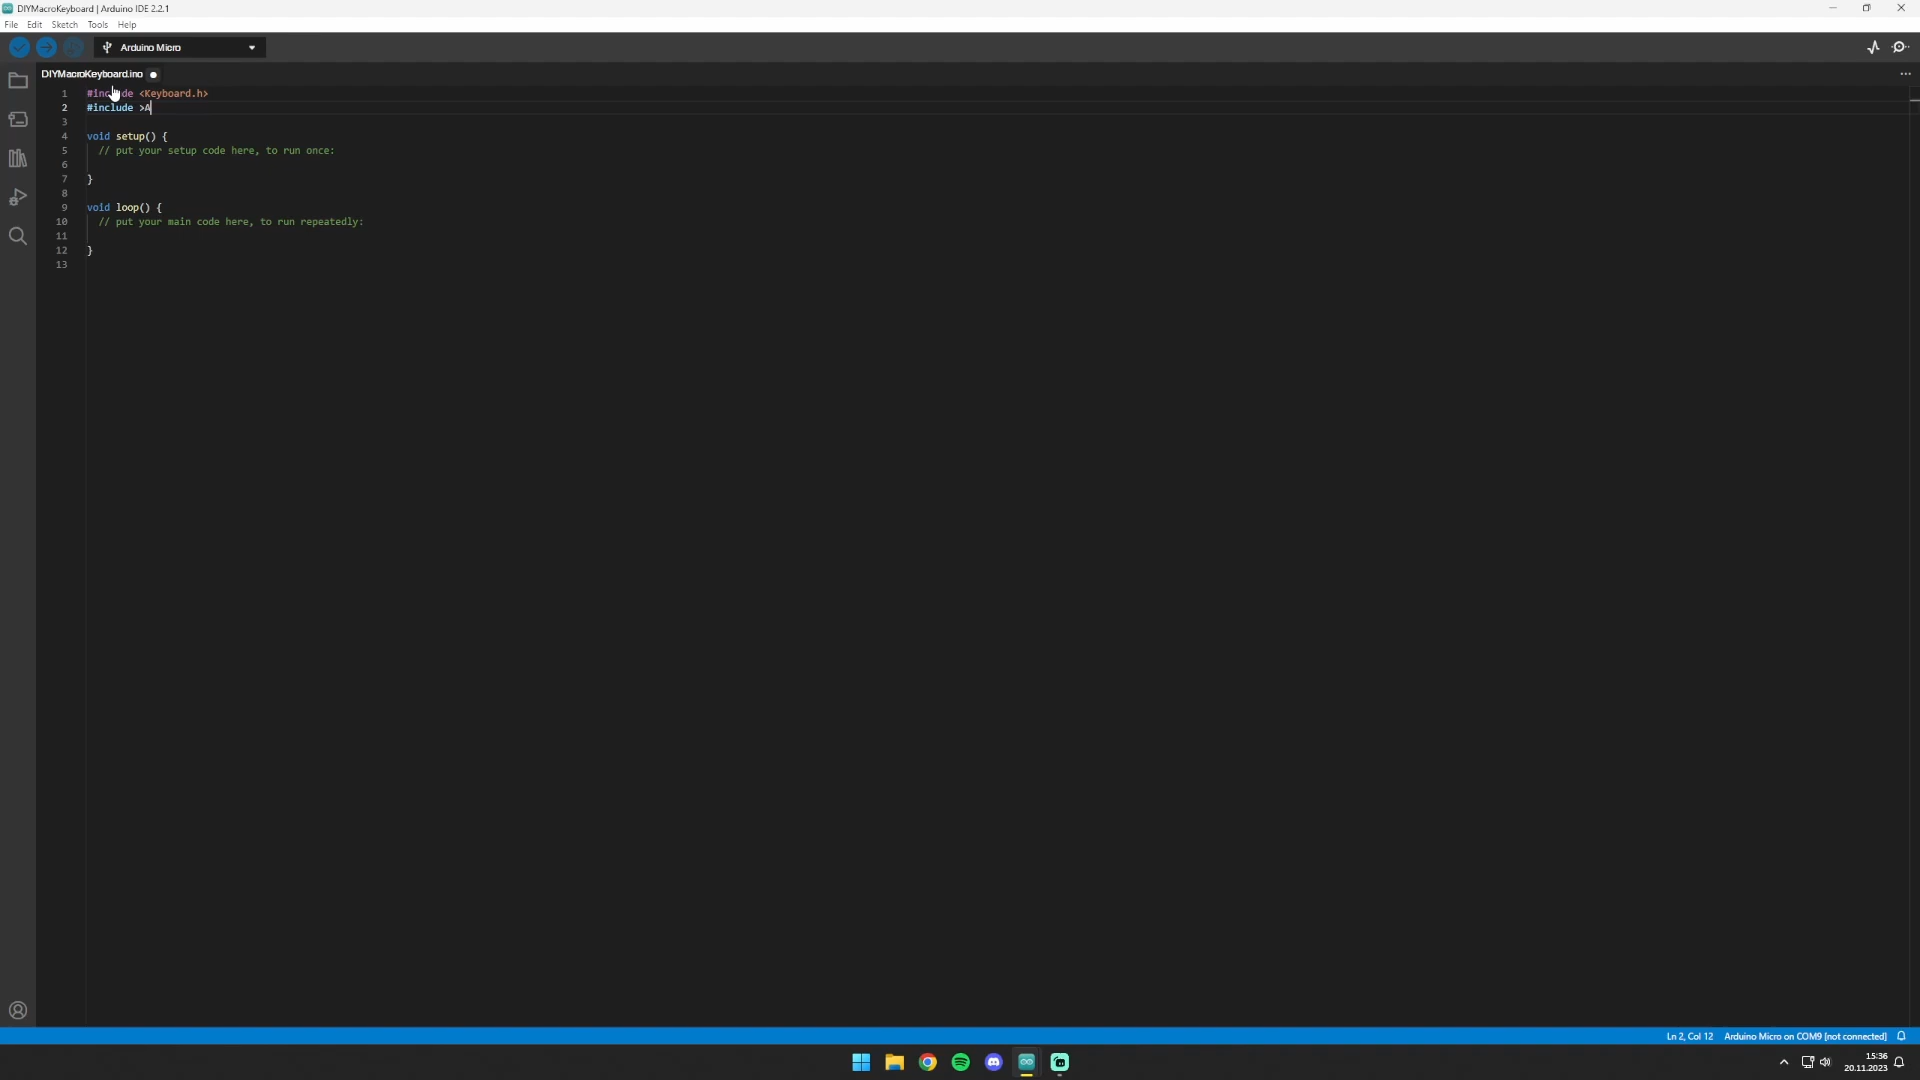 DIYMacroKeyboard | Arduino IDE 2.2.1
File Edit Sketch Tools Help
Arduino Micro
DIYMacroKeyboard.ino
1 #include <Keyboard.h>
2 #include >A
3
4 void setup() {
5 // put your setup code here, to run once:
6
7 }
8
9 void loop() {
10 // put your main code here, to run repeatedly:
11
12 }
13
Ln 2, Col 12 Arduino Micro on COM9 [not connected]
15:36
20.11.2023